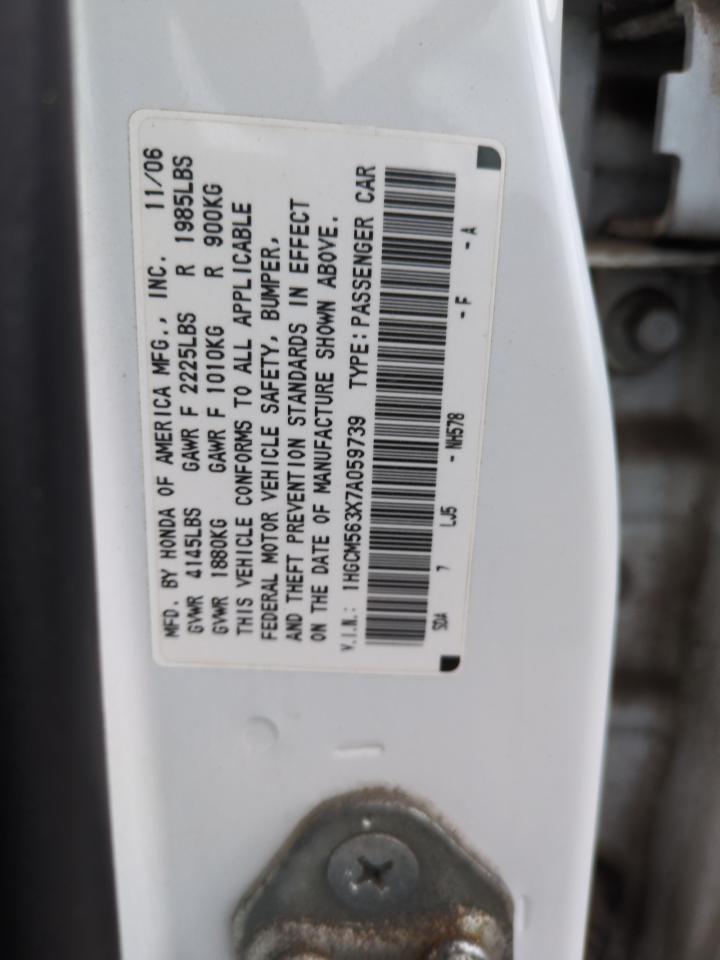 MFD. BY HONDA OF AMERICA MFG., INC. 11/06
GVWR 4145LBS GAWR F 2225LBS R 1985LBS
GVWR 1880KG GAWR F 1010KG R 900KG
THIS VEHICLE CONFORMS TO ALL APPLICABLE
FEDERAL MOTOR VEHICLE SAFETY, BUMPER,
AND THEFT PREVENTION STANDARDS IN EFFECT
ON THE DATE OF MANUFACTURE SHOWN ABOVE.
V.I.N.: 1HGCM563X7A059739 TYPE: PASSENGER CAR
SDA 7 LJ5 - NH578 - F - A